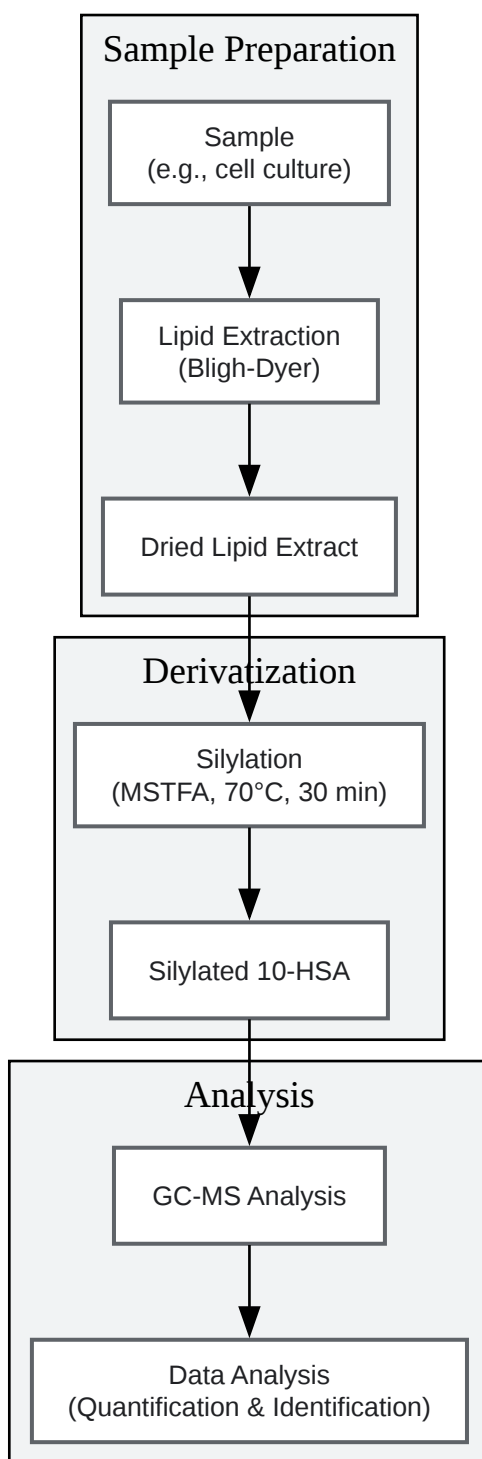 Sample Preparation
Sample
(e.g., cell culture)
Lipid Extraction
(Bligh-Dyer)
Dried Lipid Extract
Derivatization
Silylation
(MSTFA, 70°C, 30 min)
Silylated 10-HSA
Analysis
GC-MS Analysis
Data Analysis
(Quantification & Identification)